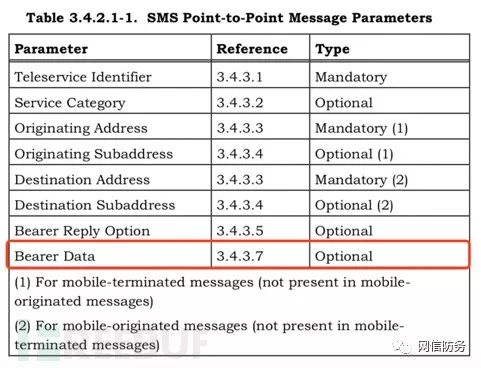 Table 3.4.2.1-1. SMS Point-to-Point Message Parameters
Parameter Reference Type
Teleservice Identifier 3.4.3.1 Mandatory
Service Category 3.4.3.2 Optional
Originating Address 3.4.3.3 Mandatory (1)
Originating Subaddress 3.4.3.4 Optional (1)
Destination Address 3.4.3.3 Mandatory (2)
Destination Subaddress 3.4.3.4 Optional (2)
Bearer Reply Option 3.4.3.5 Optional
Bearer Data 3.4.3.7 Optional
(1) For mobile-terminated messages (not present in mobile-
originated messages)
(2) For mobile-originated messages (not present in mobile-
terminated messages)
网信防务